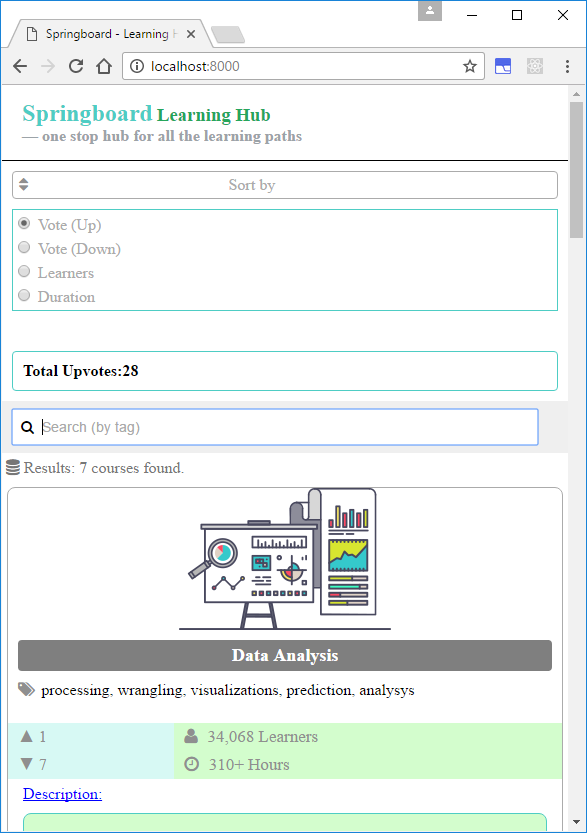 Springboard - Learning H
localhost:8000
Springboard Learning Hub
— one stop hub for all the learning paths
Sort by
Vote (Up)
Vote (Down)
Learners
Duration
Total Upvotes:28
Search (by tag)
Results: 7 courses found.
Data Analysis
processing, wrangling, visualizations, prediction, analysys
1
34,068 Learners
7
310+ Hours
Description: